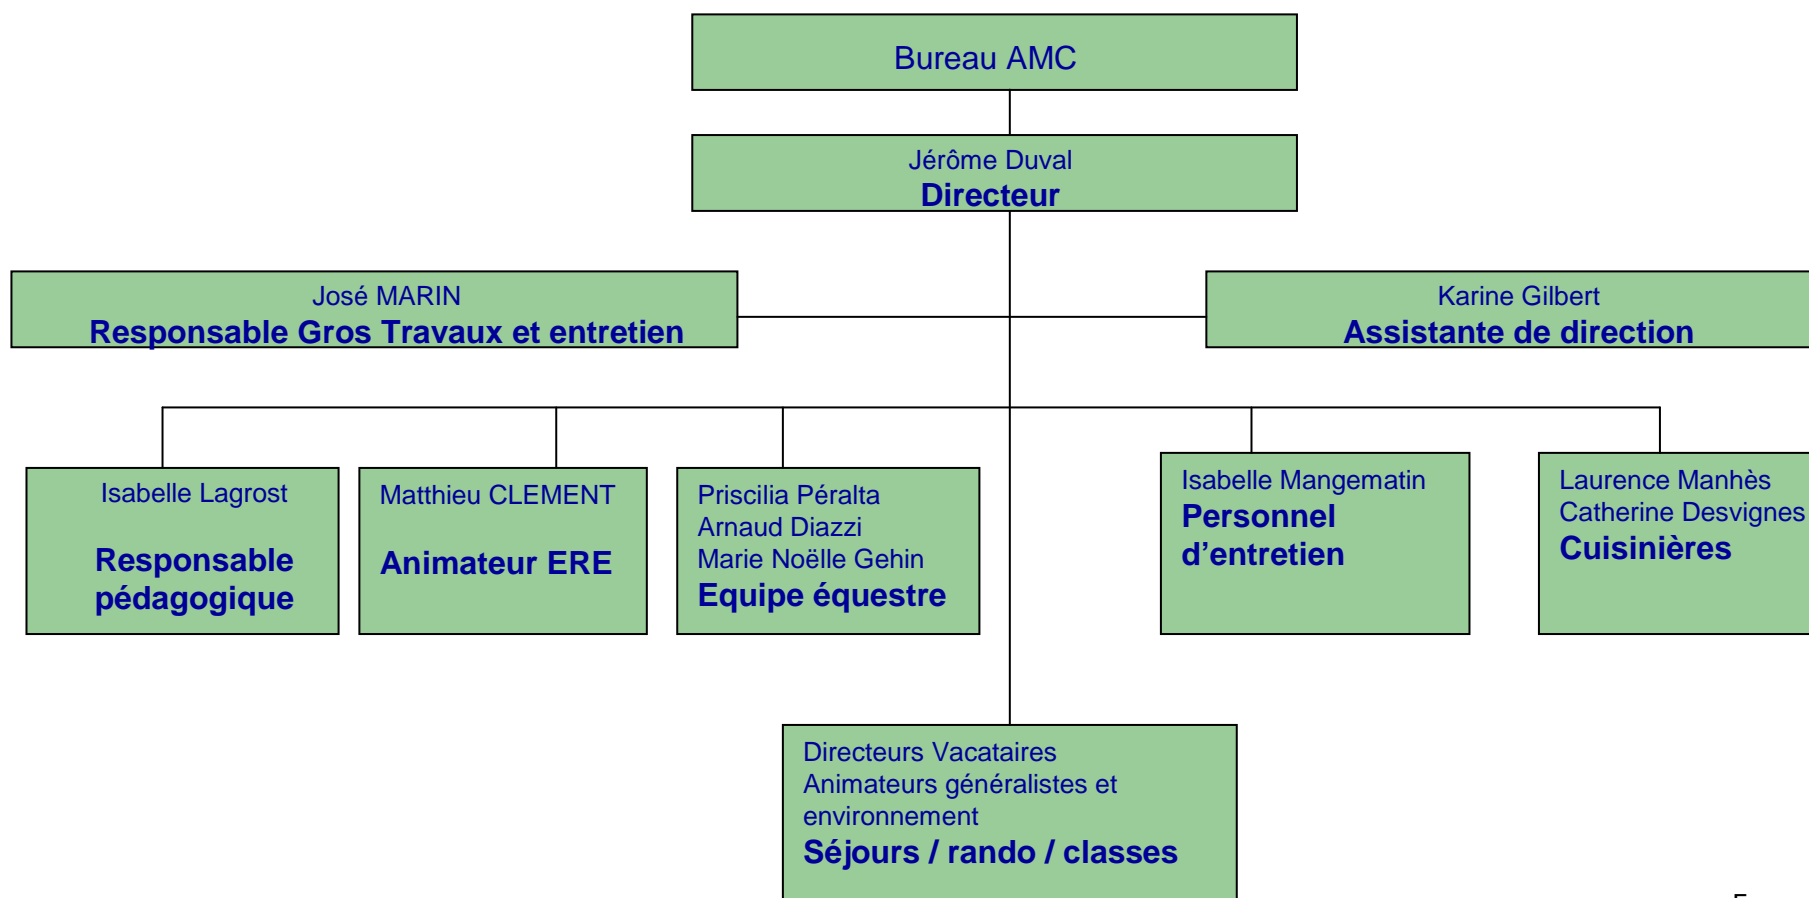 Bureau AMC
Jérôme Duval
Directeur
José MARIN
Responsable Gros Travaux et entretien
Karine Gilbert
Assistante de direction
Isabelle Lagrost
Responsable
pédagogique
Matthieu CLEMENT
Animateur ERE
Priscilia Péralta
Arnaud Diazzi
Marie Noëlle Gehin
Equipe équestre
Isabelle Mangematin
Personnel
d’entretien
Laurence Manhès
Catherine Desvignes
Cuisinières
Directeurs Vacataires
Animateurs généralistes et
environnement
Séjours / rando / classes